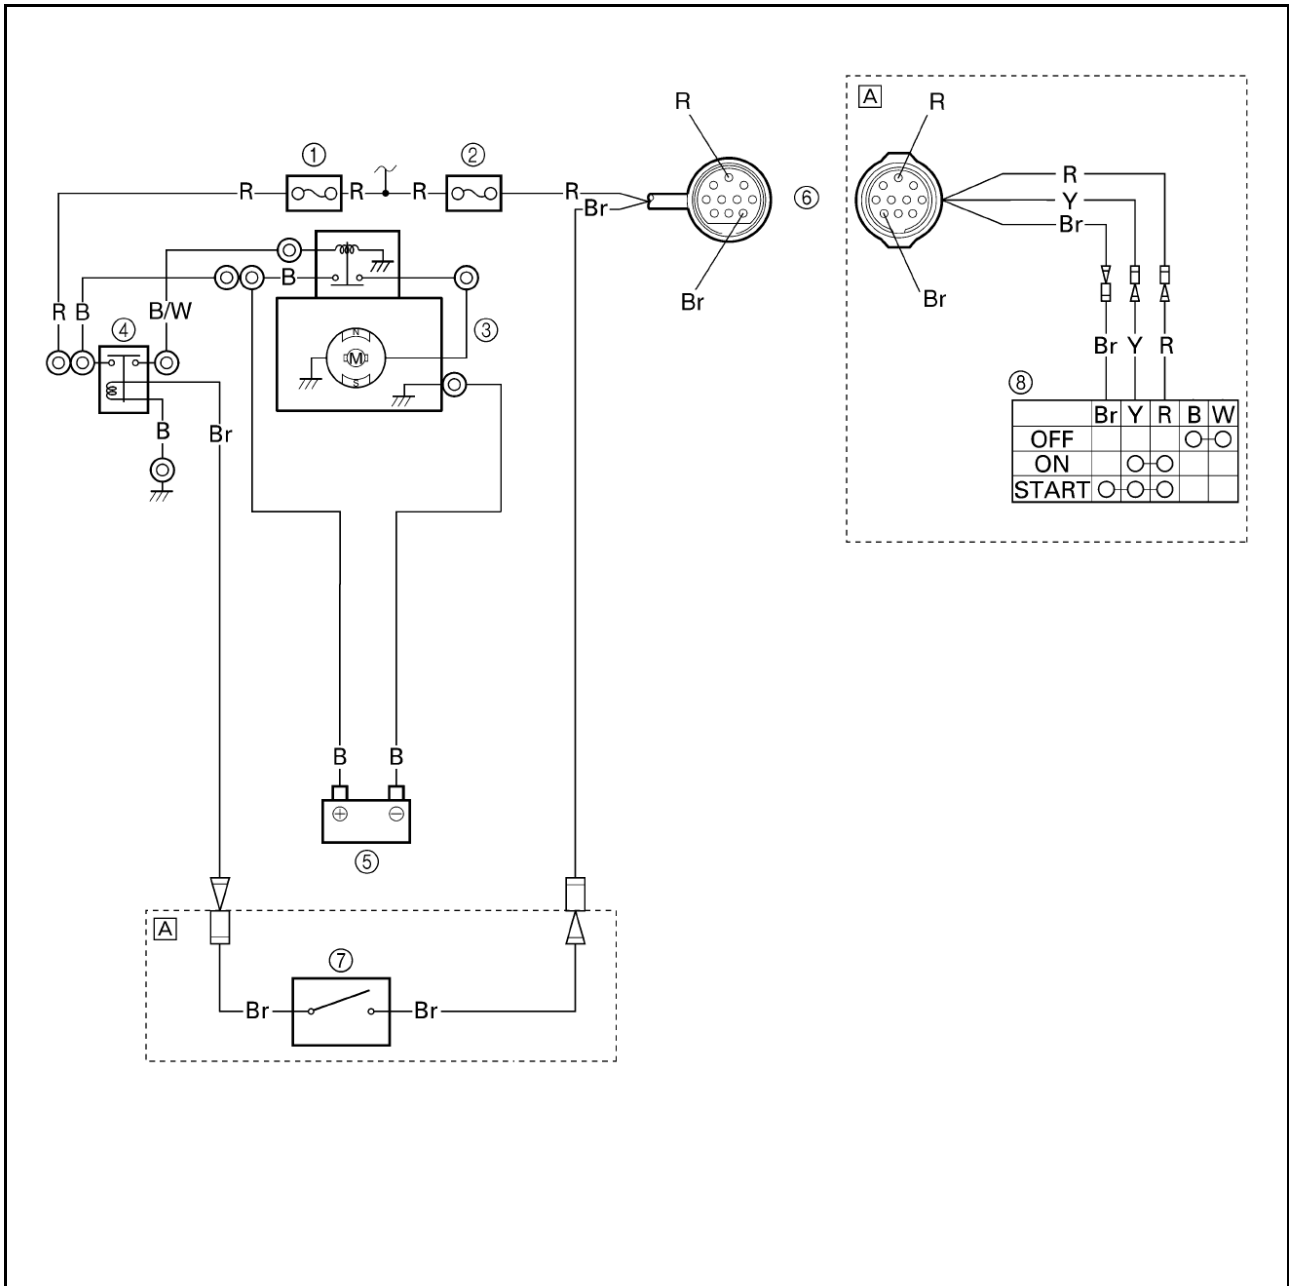 R
A
R
① ②
R R R R R
Br Y
Br
B
R B B/W
④ ③ ⑥
N
M
S
Br Br
Br Y R
⑧
B Br
Br Y R B W
OFF
ON
START
B B
⊕ ⊖
⑤
A
⑦
Br Br